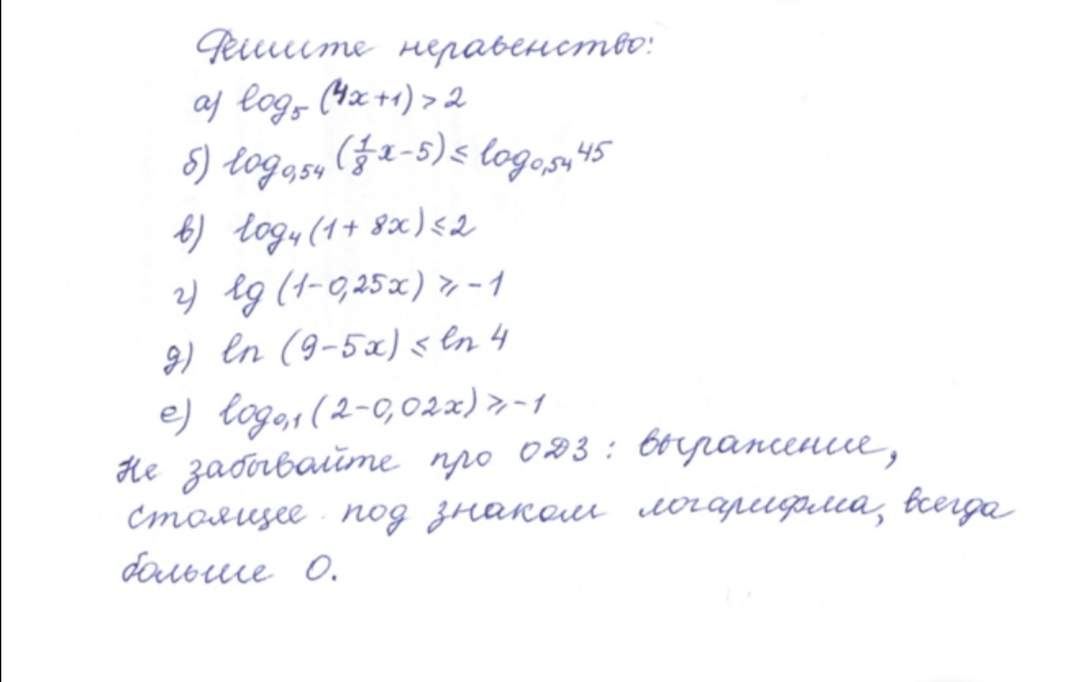 Решите неравенство:
а) log₅ (4x+1) > 2
б) log₀,₅₄ (1/8 x - 5) ≤ log₀,₅₄ 45
в) log₄ (1 + 8x) ≤ 2
г) lg (1-0,25x) ⩾ -1
д) ln (9-5x) ≤ ln 4
е) log₀,₁ (2-0,02x) ⩾ -1
Не забывайте про ОДЗ : выражение,
стоящее под знаком логарифма, всегда
больше 0.